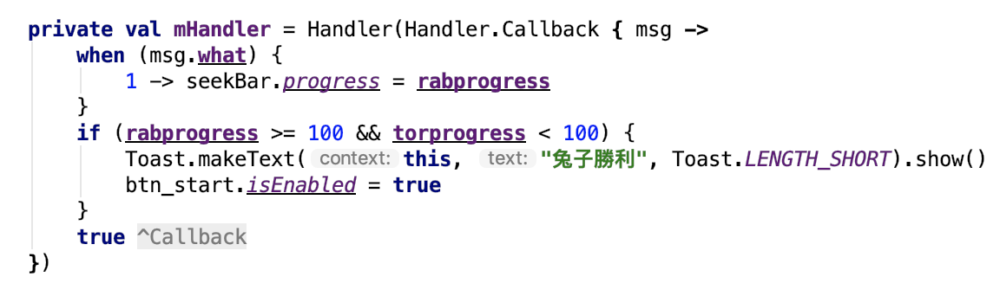 private val mHandler = Handler(Handler.Callback { msg ->
    when (msg.what) {
        1 -> seekBar.progress = rabprogress
    }
    if (rabprogress >= 100 && torprogress < 100) {
        Toast.makeText( context: this, text: "兔子勝利", Toast.LENGTH_SHORT).show()
        btn_start.isEnabled = true
    }
    true ^Callback
})